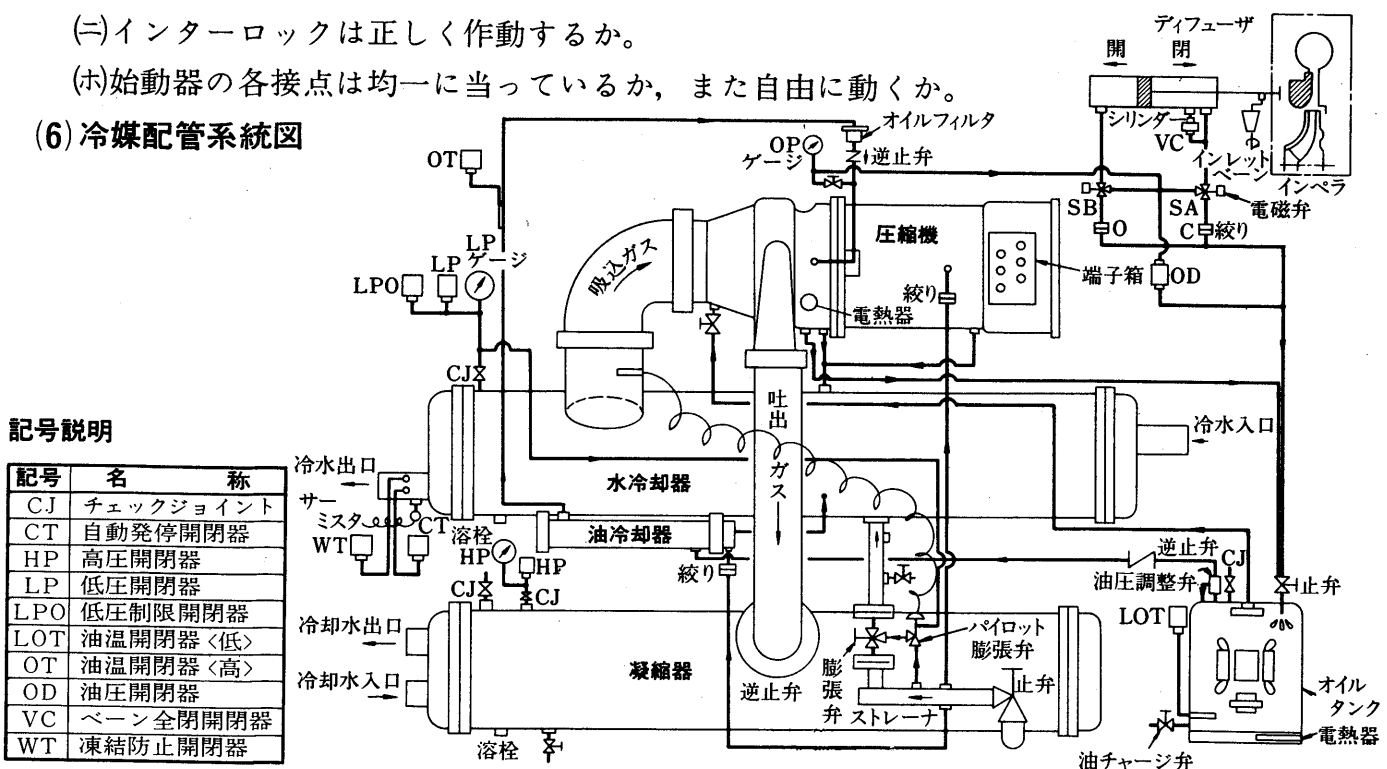 ㈡インターロックは正しく作動するか。
㈭始動器の各接点は均一に当っているか，また自由に動くか。
(6)冷媒配管系統図
ディフューザ
開
閉
シリンダー
VC
インレット
ベーン
インペラ
オイルフィルタ
OP
ゲージ
逆止弁
OT
SB
SA
電磁弁
O
C
絞り
圧縮機
端子箱
OD
LP
ゲージ
LP
LPO
吸込ガス
絞り
電熱器
CJ
吐出ガス
冷水入口
冷水出口
水冷却器
サー
ミスタ
CT
WT
溶栓
油冷却器
HP
HP
絞り
CJ
CJ
逆止弁
CJ
油圧調整弁
止弁
LOT
冷却水出口
冷却水入口
凝縮器
逆止弁
膨張弁
パイロット
膨張弁
止弁
ストレーナ
オイル
タンク
電熱器
油チャージ弁
溶栓
記号説明
記号 名称
CJ チェックジョイント
CT 自動発停開閉器
HP 高圧開閉器
LP 低圧開閉器
LPO 低圧制限開閉器
LOT 油温開閉器<低>
OT 油温開閉器<高>
OD 油圧開閉器
VC ベーン全閉開閉器
WT 凍結防止開閉器